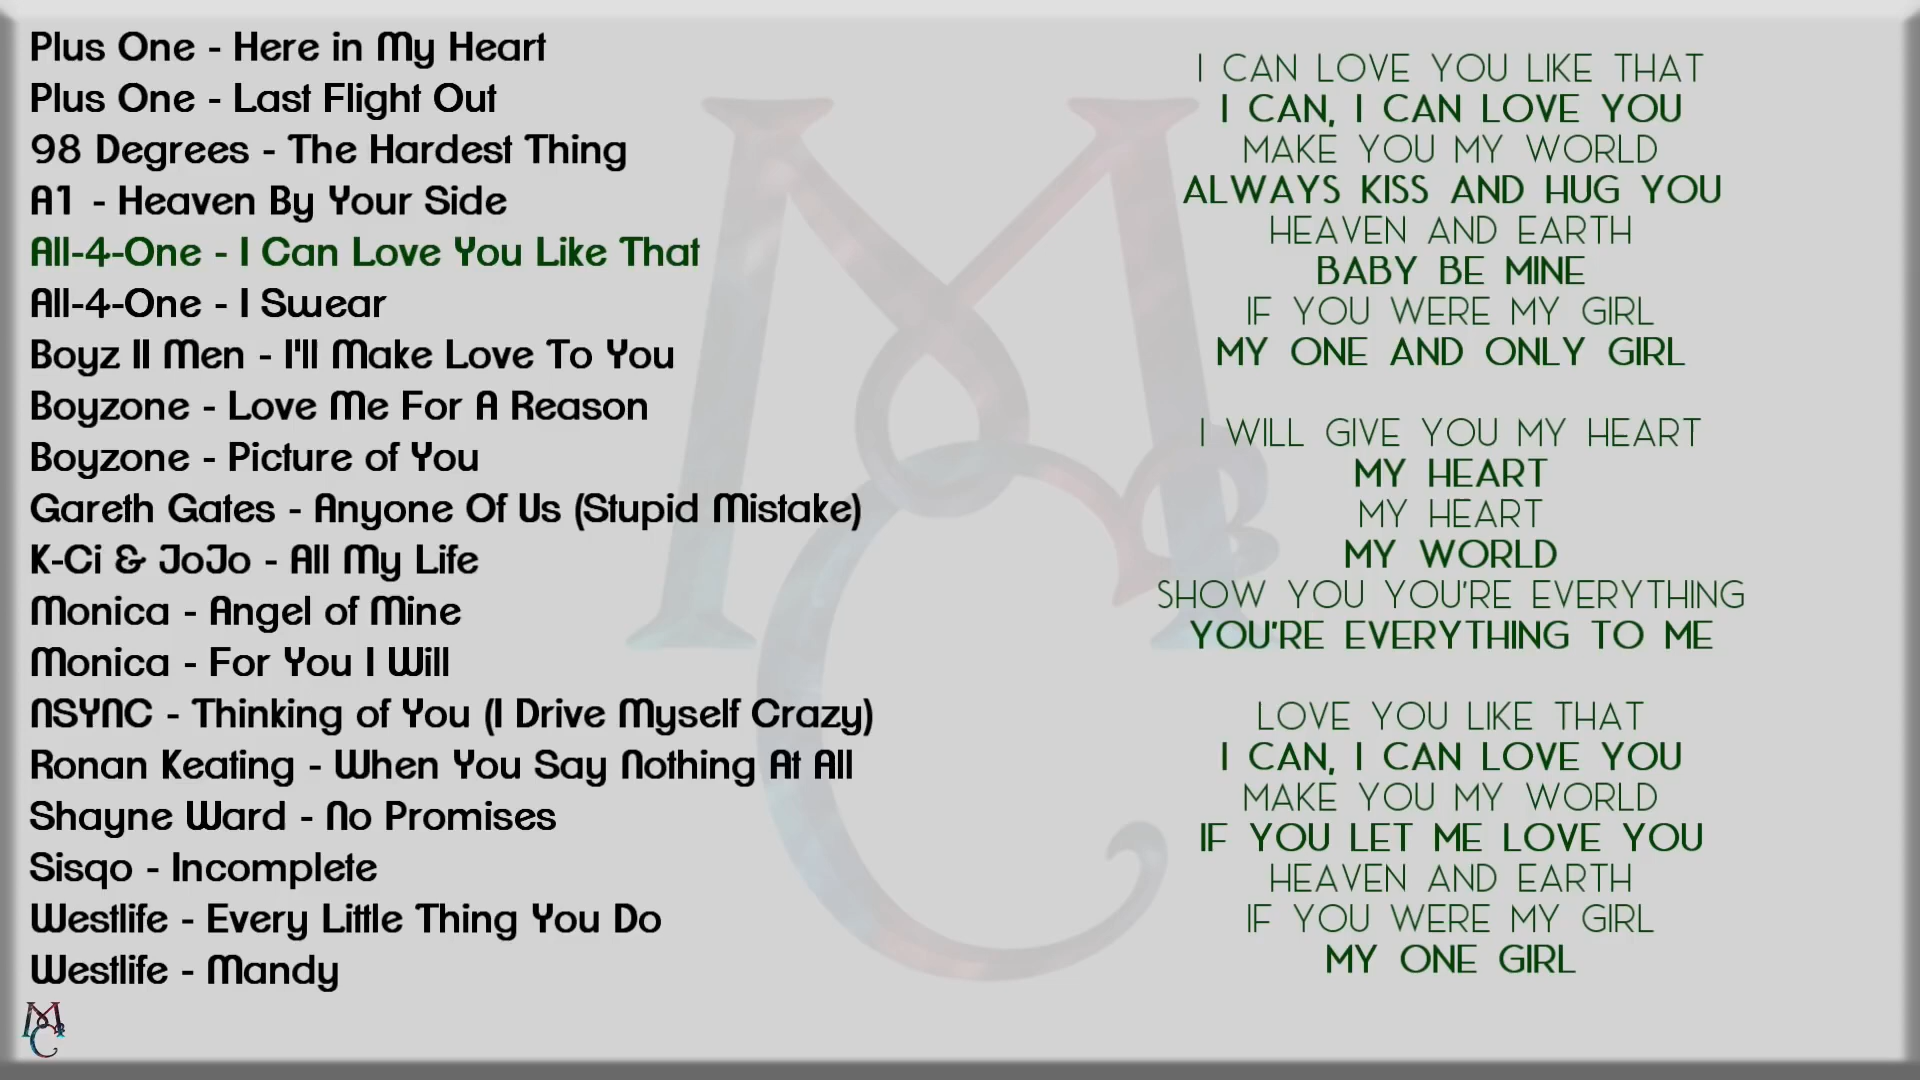 Plus One - Here in My Heart
Plus One - Last Flight Out
98 Degrees - The Hardest Thing
A1 - Heaven By Your Side
All-4-One - I Can Love You Like That
All-4-One - I Swear
Boyz II Men - I'll Make Love To You
Boyzone - Love Me For A Reason
Boyzone - Picture of You
Gareth Gates - Anyone Of Us (Stupid Mistake)
K-Ci & JoJo - All My Life
Monica - Angel of Mine
Monica - For You I Will
NSYNC - Thinking of You (I Drive Myself Crazy)
Ronan Keating - When You Say Nothing At All
Shayne Ward - No Promises
Sisqo - Incomplete
Westlife - Every Little Thing You Do
Westlife - Mandy
I CAN LOVE YOU LIKE THAT
I CAN, I CAN LOVE YOU
MAKE YOU MY WORLD
ALWAYS KISS AND HUG YOU
HEAVEN AND EARTH
BABY BE MINE
IF YOU WERE MY GIRL
MY ONE AND ONLY GIRL
I WILL GIVE YOU MY HEART
MY HEART
MY HEART
MY WORLD
SHOW YOU YOU'RE EVERYTHING
YOU'RE EVERYTHING TO ME
LOVE YOU LIKE THAT
I CAN, I CAN LOVE YOU
MAKE YOU MY WORLD
IF YOU LET ME LOVE YOU
HEAVEN AND EARTH
IF YOU WERE MY GIRL
MY ONE GIRL